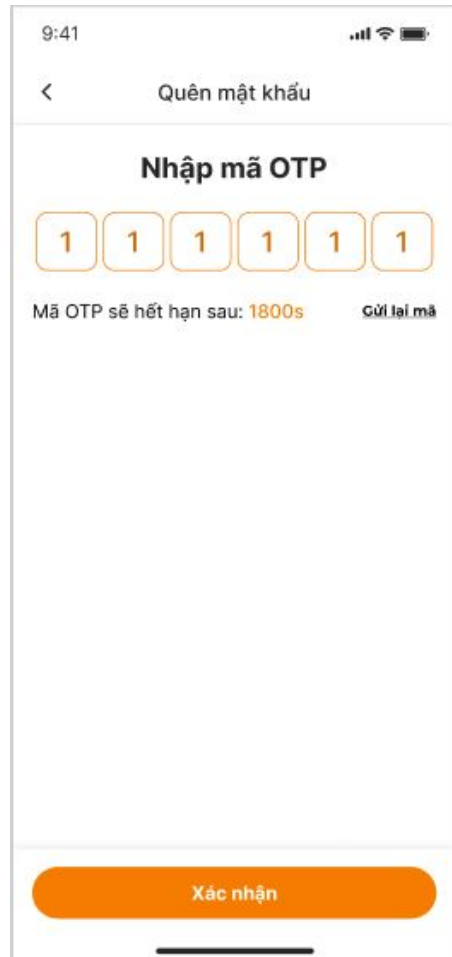 9:41
Quên mật khẩu
Nhập mã OTP
1 1 1 1 1 1
Mã OTP sẽ hết hạn sau: 1800s Gửi lại mã
Xác nhận